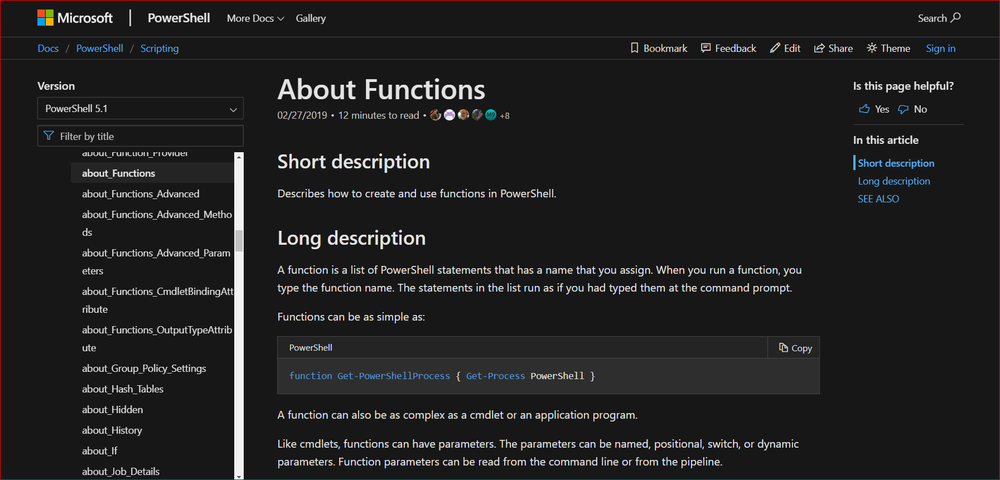 Microsoft | PowerShell More Docs Gallery Search
Docs / PowerShell / Scripting Bookmark Feedback Edit Share Theme Sign in
Version
PowerShell 5.1
Filter by title
about_Function_Provider
about_Functions
about_Functions_Advanced
about_Functions_Advanced_Metho
ds
about_Functions_Advanced_Param
eters
about_Functions_CmdletBindingAtt
ribute
about_Functions_OutputTypeAttrib
ute
about_Group_Policy_Settings
about_Hash_Tables
about_Hidden
about_History
about_If
about_Job_Details
About Functions
02/27/2019 • 12 minutes to read • M9 +8
Short description
Describes how to create and use functions in PowerShell.
Long description
A function is a list of PowerShell statements that has a name that you assign. When you run a function, you
type the function name. The statements in the list run as if you had typed them at the command prompt.
Functions can be as simple as:
PowerShell Copy
function Get-PowerShellProcess { Get-Process PowerShell }
A function can also be as complex as a cmdlet or an application program.
Like cmdlets, functions can have parameters. The parameters can be named, positional, switch, or dynamic
parameters. Function parameters can be read from the command line or from the pipeline.
Is this page helpful?
Yes No
In this article
Short description
Long description
SEE ALSO